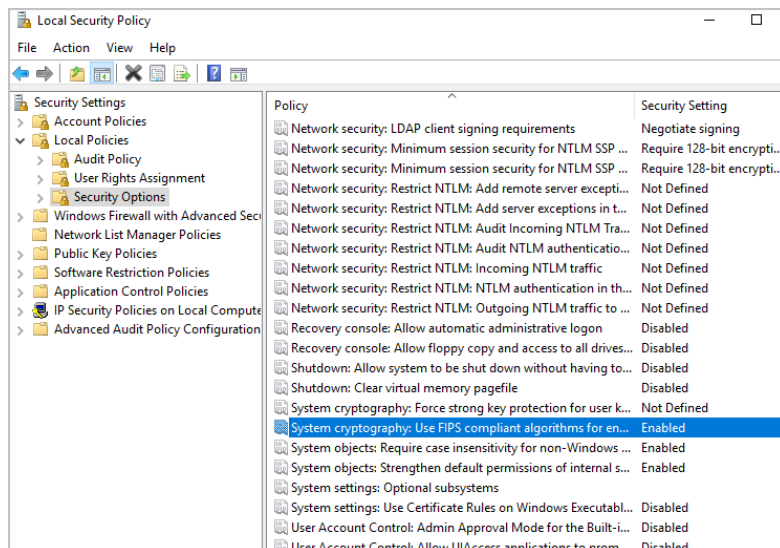 Local Security Policy
File Action View Help
Security Settings
Account Policies
Local Policies
Audit Policy
User Rights Assignment
Security Options
Windows Firewall with Advanced Secu
Network List Manager Policies
Public Key Policies
Software Restriction Policies
Application Control Policies
IP Security Policies on Local Compute
Advanced Audit Policy Configuration
Policy Security Setting
Network security: LDAP client signing requirements Negotiate signing
Network security: Minimum session security for NTLM SSP ... Require 128-bit encrypti...
Network security: Minimum session security for NTLM SSP ... Require 128-bit encrypti...
Network security: Restrict NTLM: Add remote server excepti... Not Defined
Network security: Restrict NTLM: Add server exceptions in t... Not Defined
Network security: Restrict NTLM: Audit Incoming NTLM Tra... Not Defined
Network security: Restrict NTLM: Audit NTLM authenticatio... Not Defined
Network security: Restrict NTLM: Incoming NTLM traffic Not Defined
Network security: Restrict NTLM: NTLM authentication in th... Not Defined
Network security: Restrict NTLM: Outgoing NTLM traffic to ... Not Defined
Recovery console: Allow automatic administrative logon Disabled
Recovery console: Allow floppy copy and access to all drives... Disabled
Shutdown: Allow system to be shut down without having to... Disabled
Shutdown: Clear virtual memory pagefile Disabled
System cryptography: Force strong key protection for user k... Not Defined
System cryptography: Use FIPS compliant algorithms for en... Enabled
System objects: Require case insensitivity for non-Windows ... Enabled
System objects: Strengthen default permissions of internal s... Enabled
System settings: Optional subsystems
System settings: Use Certificate Rules on Windows Executabl... Disabled
User Account Control: Admin Approval Mode for the Built-i... Disabled
User Account Control: Allow UIAccess applications to prom... Disabled